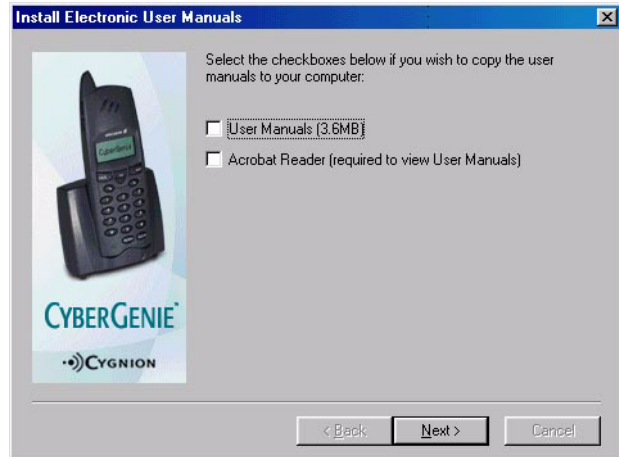 Install Electronic User Manuals
Select the checkboxes below if you wish to copy the user
manuals to your computer:
User Manuals (3.6MB)
Acrobat Reader (required to view User Manuals)
CyberGenie
CYBERGENIE™
CYGNION
< Back
Next >
Cancel